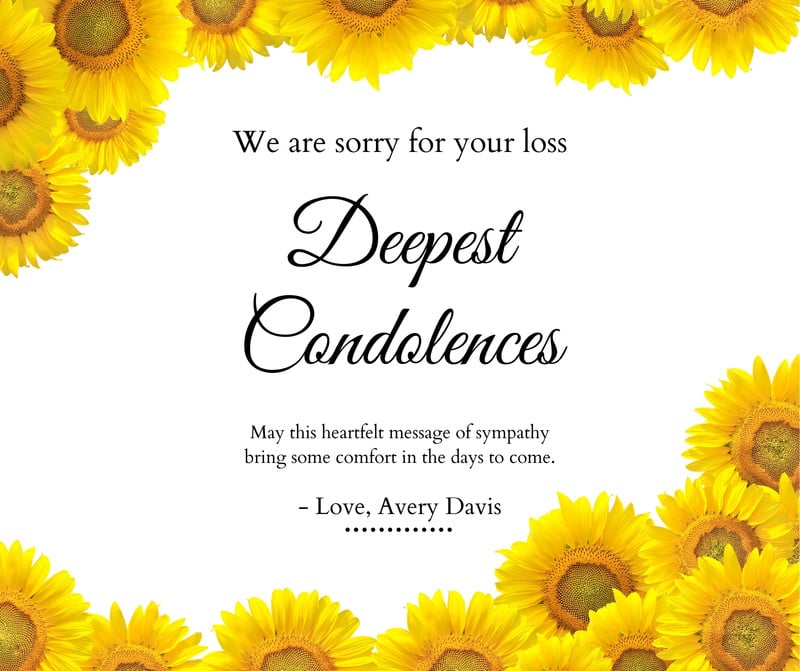 We are sorry for your loss
Deepest
Condolences
May this heartfelt message of sympathy
bring some comfort in the days to come.
- Love, Avery Davis